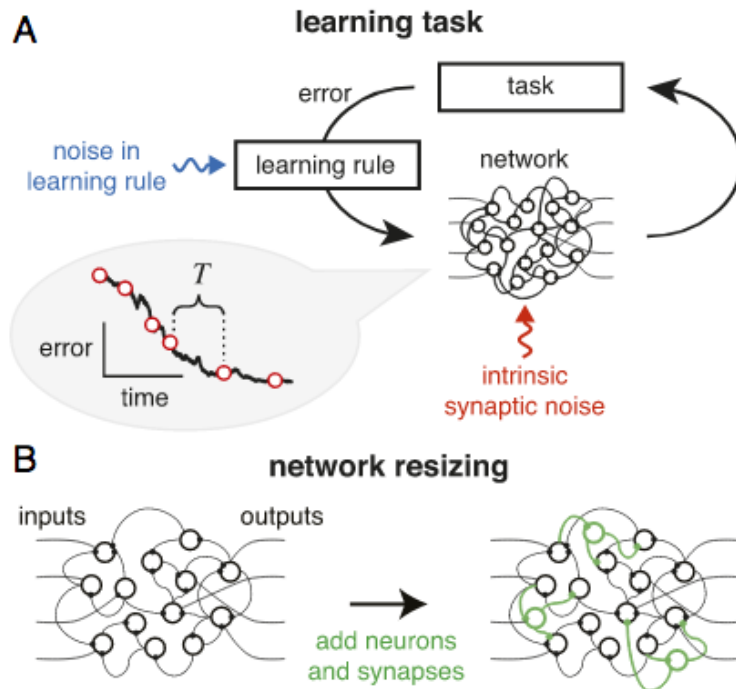 A
learning task
error
task
noise in
learning rule
learning rule
network
T
error
time
intrinsic
synaptic noise
B
network resizing
inputs
outputs
add neurons
and synapses